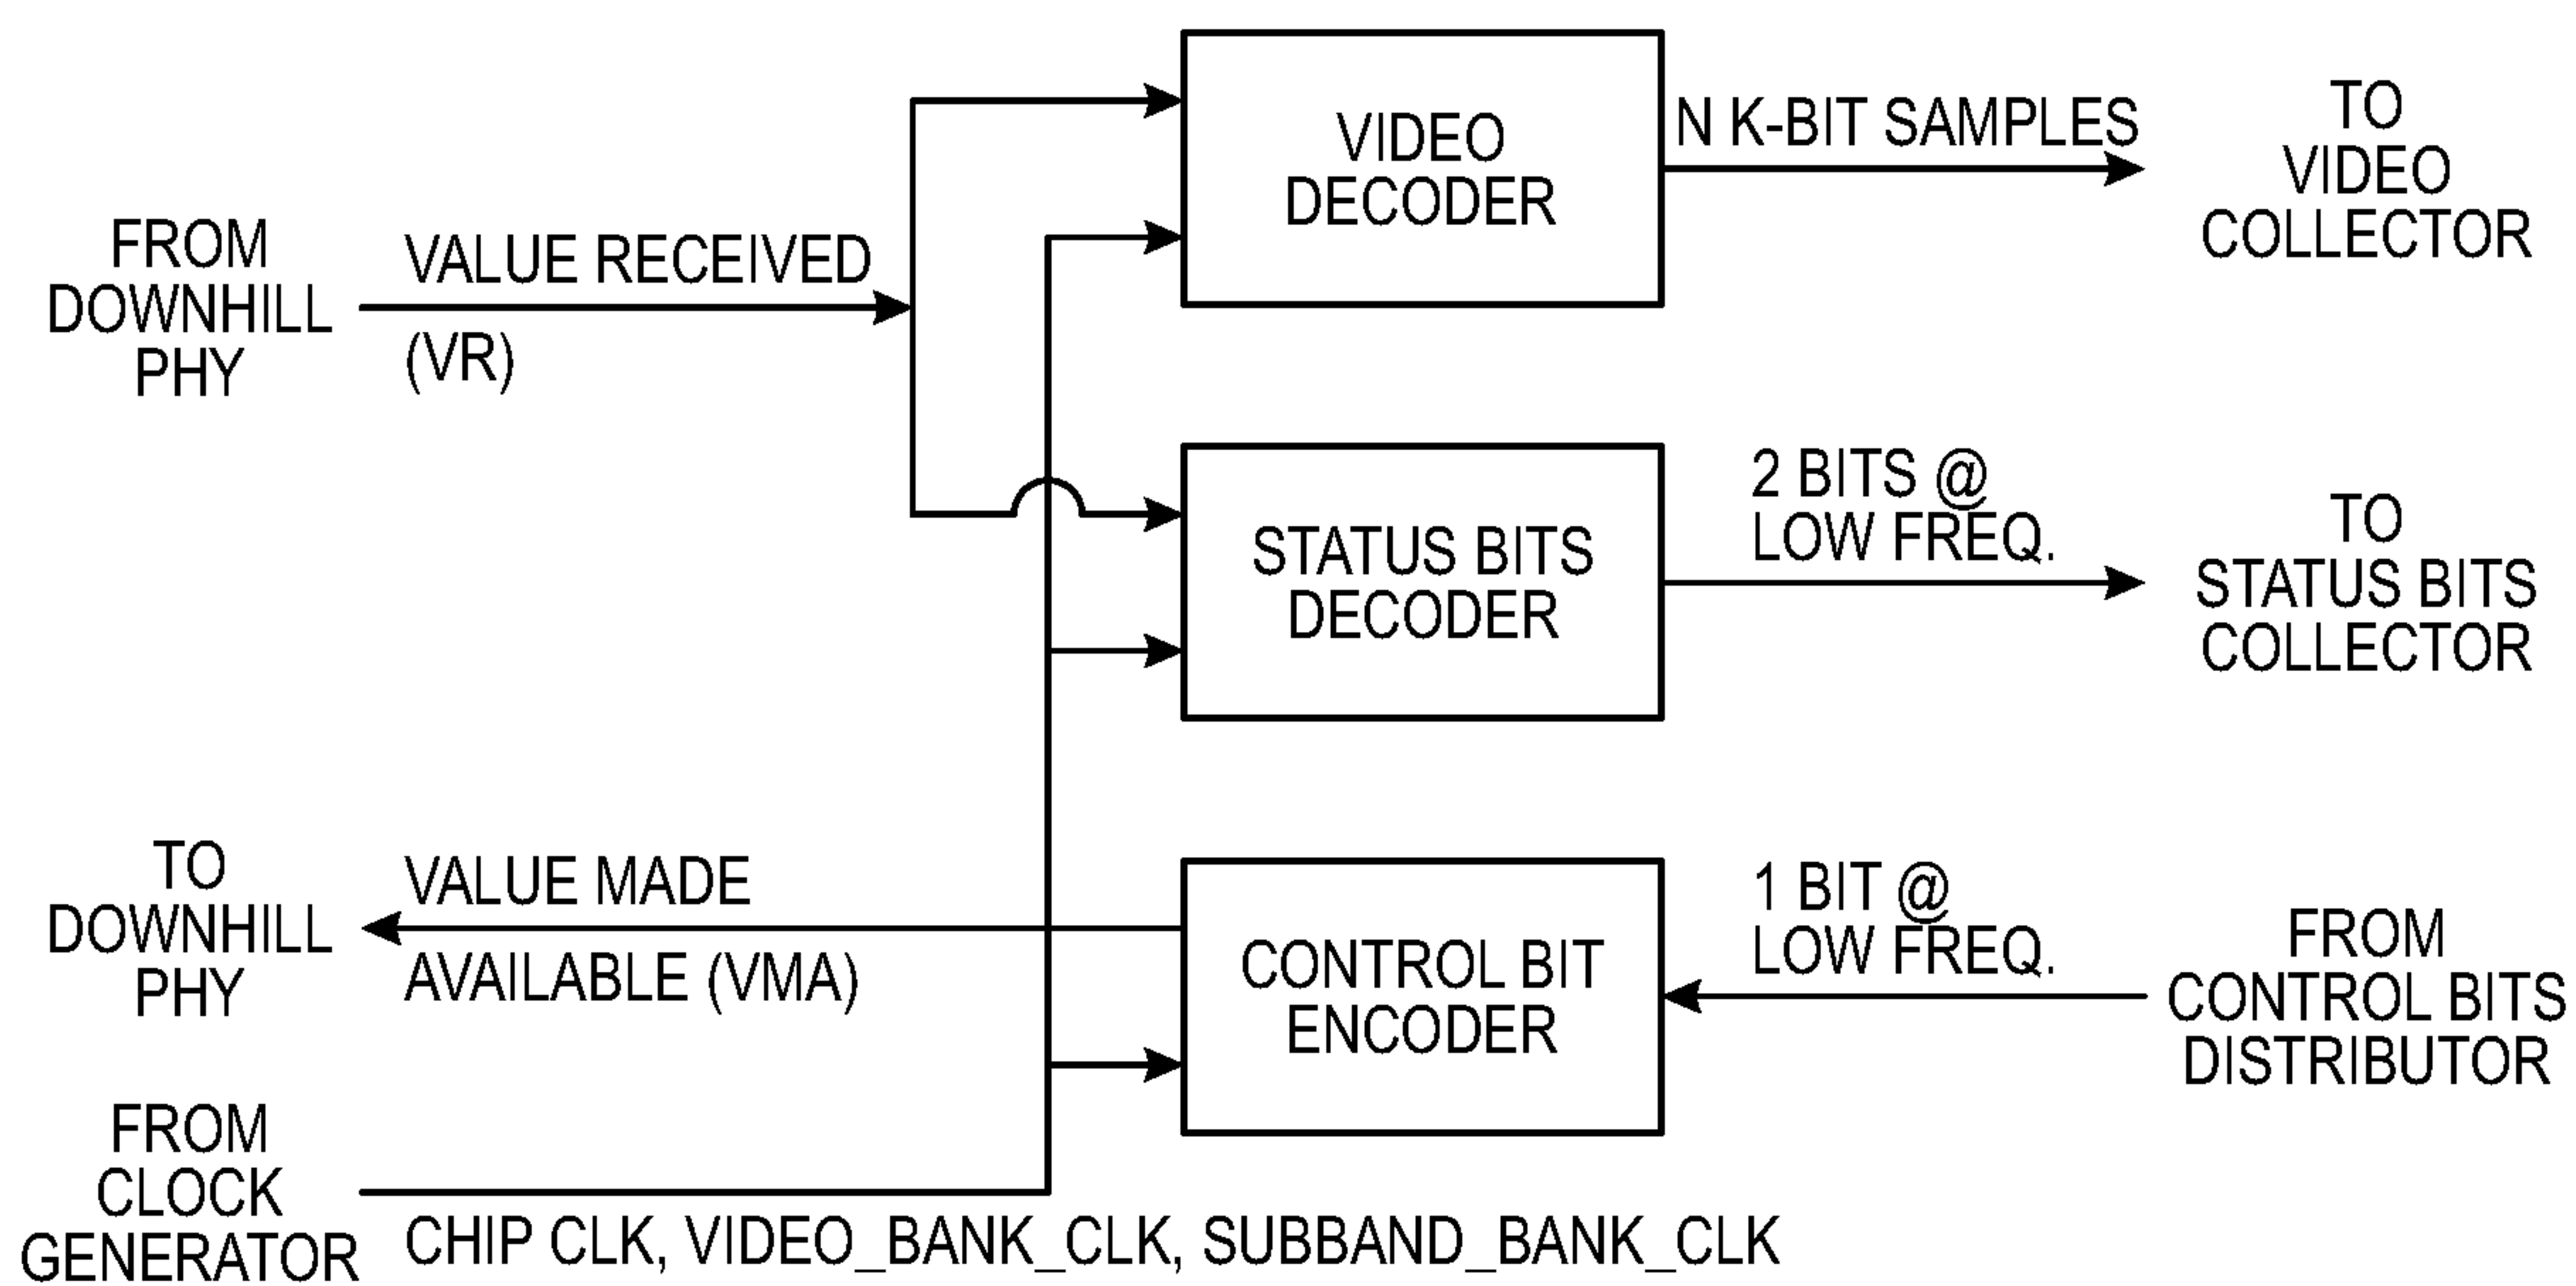 FROM
DOWNHILL
PHY
VALUE RECEIVED
(VR)
VIDEO
DECODER
N K-BIT SAMPLES
TO
VIDEO
COLLECTOR
STATUS BITS
DECODER
2 BITS @
LOW FREQ.
TO
STATUS BITS
COLLECTOR
TO
DOWNHILL
PHY
VALUE MADE
AVAILABLE (VMA)
CONTROL BIT
ENCODER
1 BIT @
LOW FREQ.
FROM
CONTROL BITS
DISTRIBUTOR
FROM
CLOCK
GENERATOR
CHIP CLK, VIDEO_BANK_CLK, SUBBAND_BANK_CLK